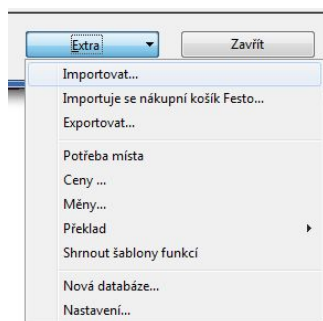 Extra
Zavřít
Importovat...
Importuje se nákupní košík Festo...
Exportovat...
Potřeba místa
Ceny ...
Měny...
Překlad
Shrnout šablony funkcí
Nová databáze...
Nastavení...